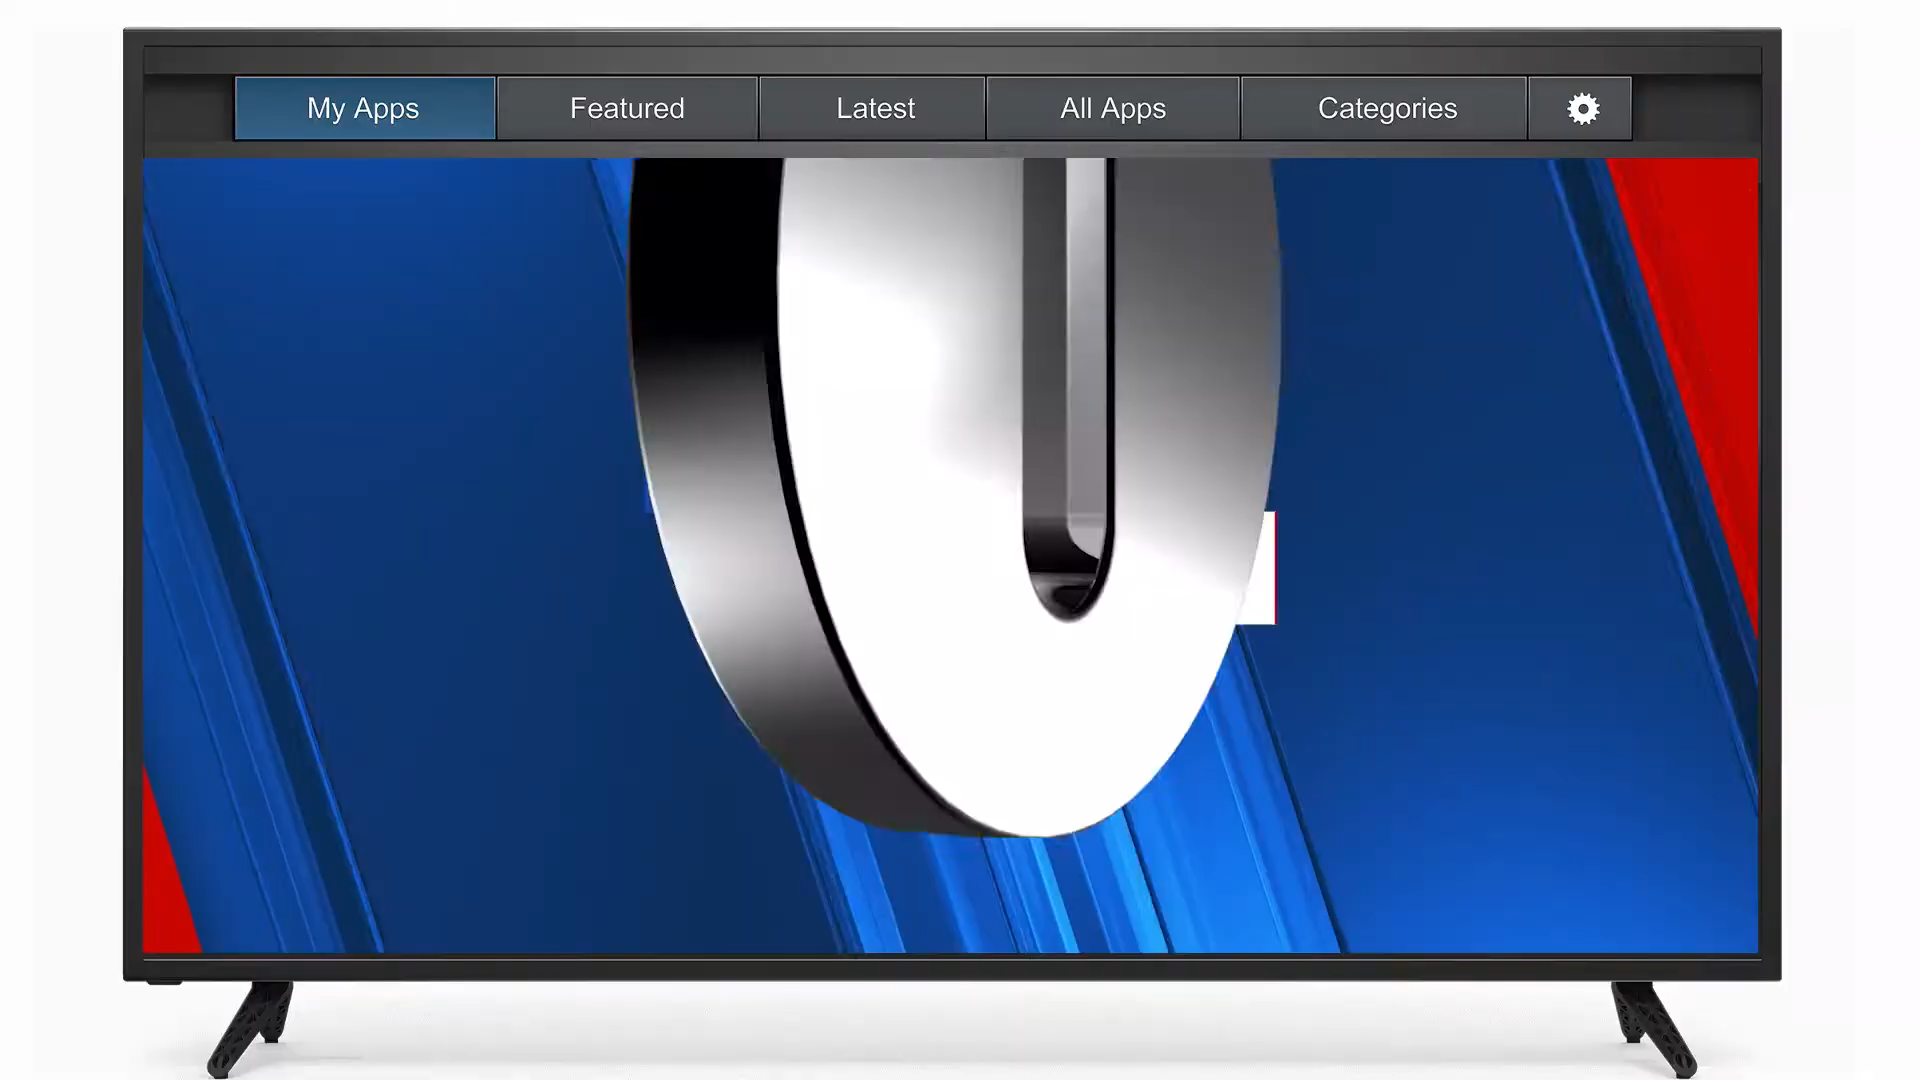 My Apps
Featured
Latest
All Apps
Categories